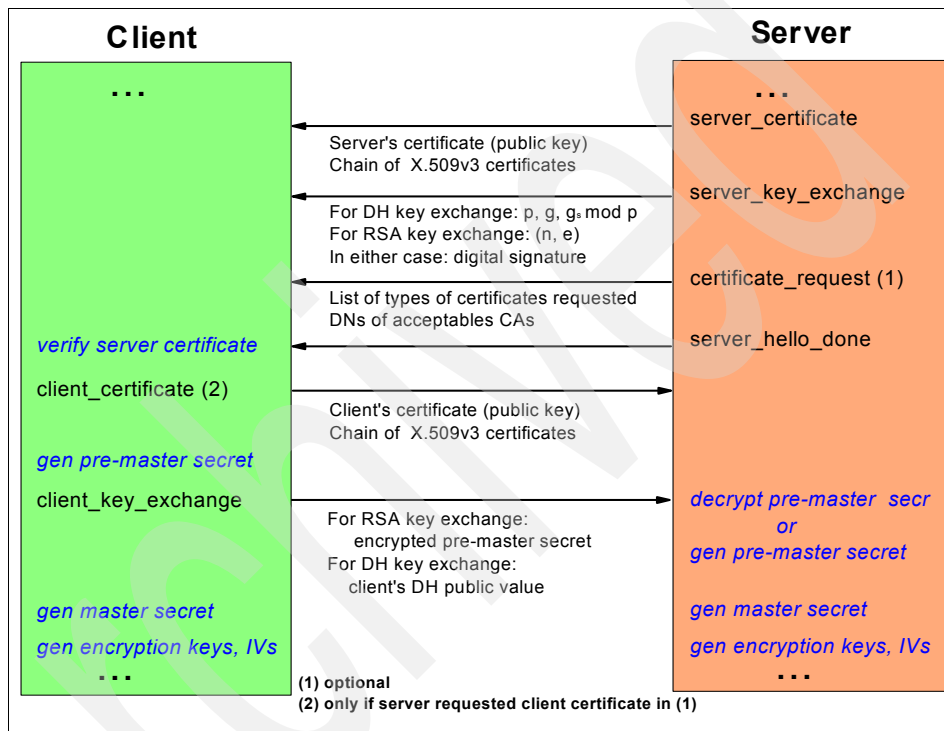 Client
Server
...
...
server_certificate
Server's certificate (public key)
Chain of X.509v3 certificates
server_key_exchange
For DH key exchange: p, g, gs mod p
For RSA key exchange: (n, e)
In either case: digital signature
certificate_request (1)
List of types of certificates requested
DNs of acceptables CAs
server_hello_done
verify server certificate
client_certificate (2)
Client's certificate (public key)
Chain of X.509v3 certificates
gen pre-master secret
client_key_exchange
For RSA key exchange:
encrypted pre-master secret
For DH key exchange:
client's DH public value
decrypt pre-master secr
or
gen pre-master secret
gen master secret
gen master secret
gen encryption keys, IVs
gen encryption keys, IVs
...
...
(1) optional
(2) only if server requested client certificate in (1)